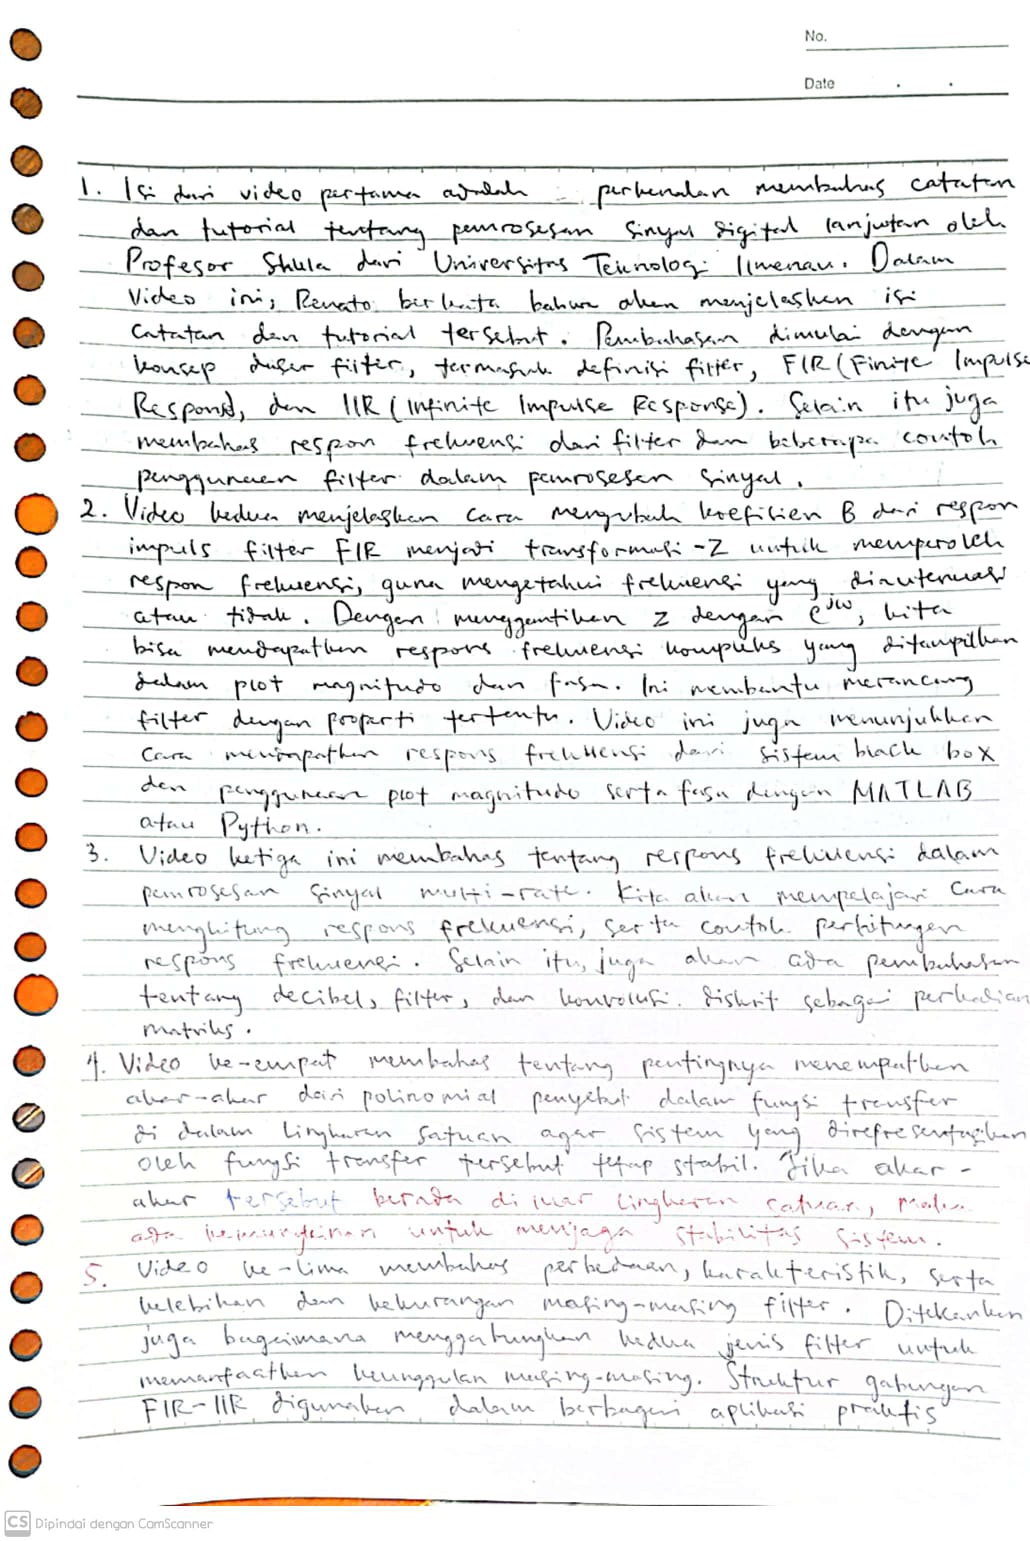 No.
Date
1. Isi dari video pertama adalah perkenalan membahas catatan
dan tutorial tentang pemrosesan sinyal digital lanjutan oleh
Profesor Shula dari Universitas Teknologi Ilmenau. Dalam
Video ini, Renato berkata bahwa akan menjelaskan isi
catatan dan tutorial tersebut. Pembahasan dimulai dengan
konsep dasar filter, termasuk definisi filter, FIR (Finite Impulse
Respons), dan IIR (Infinite Impulse Response). Selain itu juga
membahas respon frekuensi dari filter dan beberapa contoh
penggunaan filter dalam pemrosesan sinyal.
2. Video kedua menjelaskan cara mengubah koefisien B dari respon
impuls filter FIR menjadi transformasi-Z untuk memperoleh
respon frekuensi, guna mengetahui frekuensi yang diautenuasi
atau tidak. Dengan menggantikan Z dengan e^jω, kita
bisa mendapatkan respons frekuensi kompleks yang ditampilkan
dalam plot magnitudo dan fasa. Ini membantu merancang
filter dengan properti tertentu. Video ini juga menunjukkan
cara mendapatkan respons frekuensi dari sistem black box
dan penggunaan plot magnitudo serta fasa dengan MATLAB
atau Python.
3. Video ketiga ini membahas tentang respons frekuensi dalam
pemrosesan sinyal multi-rate. Kita akan mempelajari cara
menghitung respons frekuensi, serta contoh perhitungan
respons frekuensi. Selain itu, juga akan ada pembahasan
tentang decibel, filter, dan konvolusi diskrit sebagai perkalian
matriks.
4. Video ke-empat membahas tentang pentingnya menempatkan
akar-akar dari polinomial penyebut dalam fungsi transfer
di dalam lingkaran satuan agar sistem yang direpresentasikan
oleh fungsi transfer tersebut tetap stabil. Jika akar-
akar tersebut berada di luar lingkaran satuan, maka
ada kemungkinan untuk menjaga stabilitas sistem.
5. Video ke-lima membahas perbedaan, karakteristik, serta
kelebihan dan kekurangan masing-masing filter. Ditekankan
juga bagaimana menggabungkan kedua jenis filter untuk
memanfaatkan keunggulan masing-masing. Struktur gabungan
FIR-IIR digunakan dalam berbagai aplikasi praktis
CS Dipindai dengan CamScanner